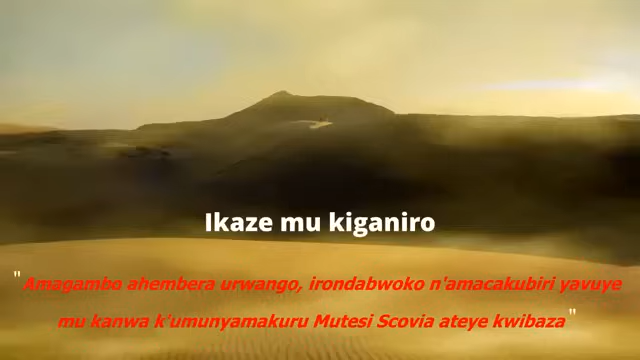 Ikaze mu kiganiro
"Amagambo ahembera urwango, irondabwoko n'amacakubiri yavuye
mu kanwa k'umunyamakuru Mutesi Scovia ateye kwibaza"